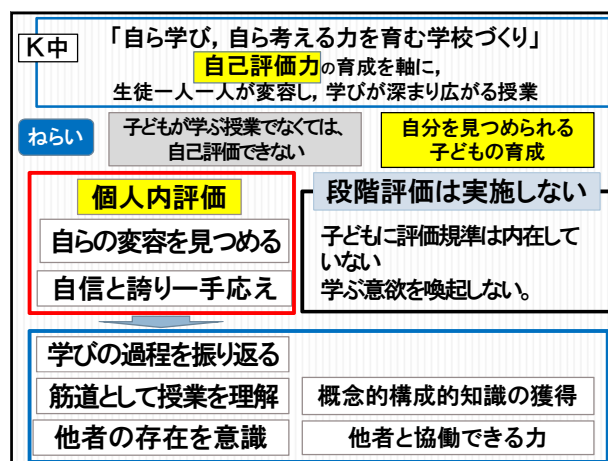 K中
「自ら学び，自ら考える力を育む学校づくり」
自己評価力の育成を軸に，
生徒一人一人が変容し，学びが深まり広がる授業
ねらい
子どもが学ぶ授業でなくては、
自己評価できない
自分を見つめられる
子どもの育成
個人内評価
自らの変容を見つめる
自信と誇り－手応え
段階評価は実施しない
子どもに評価規準は内在して
いない
学ぶ意欲を喚起しない。
学びの過程を振り返る
筋道として授業を理解
概念的構成的知識の獲得
他者の存在を意識
他者と協働できる力